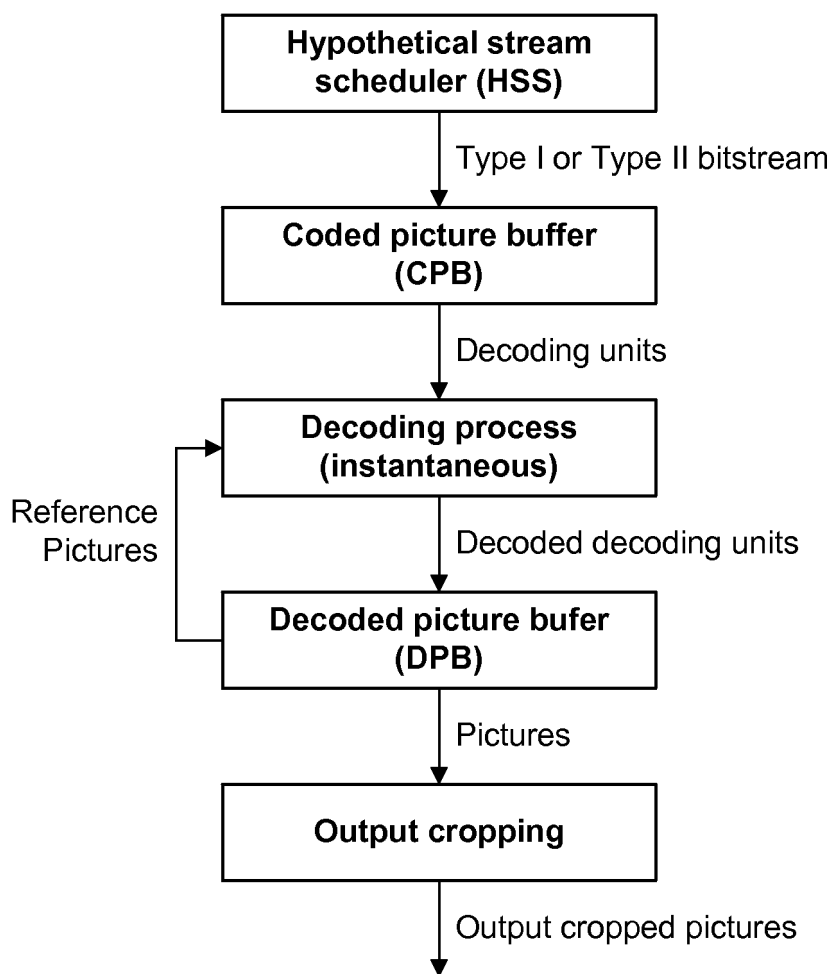 Hypothetical stream
scheduler (HSS)
Type I or Type II bitstream
Coded picture buffer
(CPB)
Decoding units
Decoding process
(instantaneous)
Reference
Pictures
Decoded decoding units
Decoded picture bufer
(DPB)
Pictures
Output cropping
Output cropped pictures